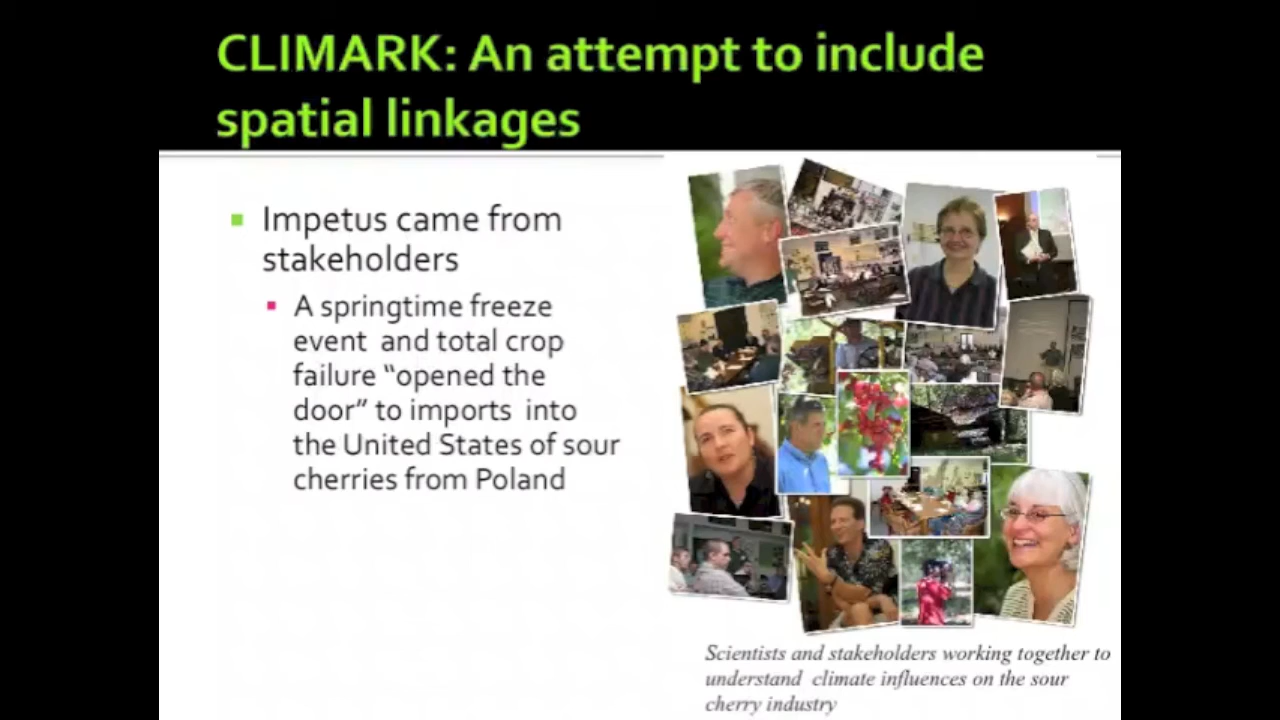 CLIMARK: An attempt to include
spatial linkages
Impetus came from
stakeholders
A springtime freeze
event and total crop
failure “opened the
door” to imports into
the United States of sour
cherries from Poland
Scientists and stakeholders working together to
understand climate influences on the sour
cherry industry